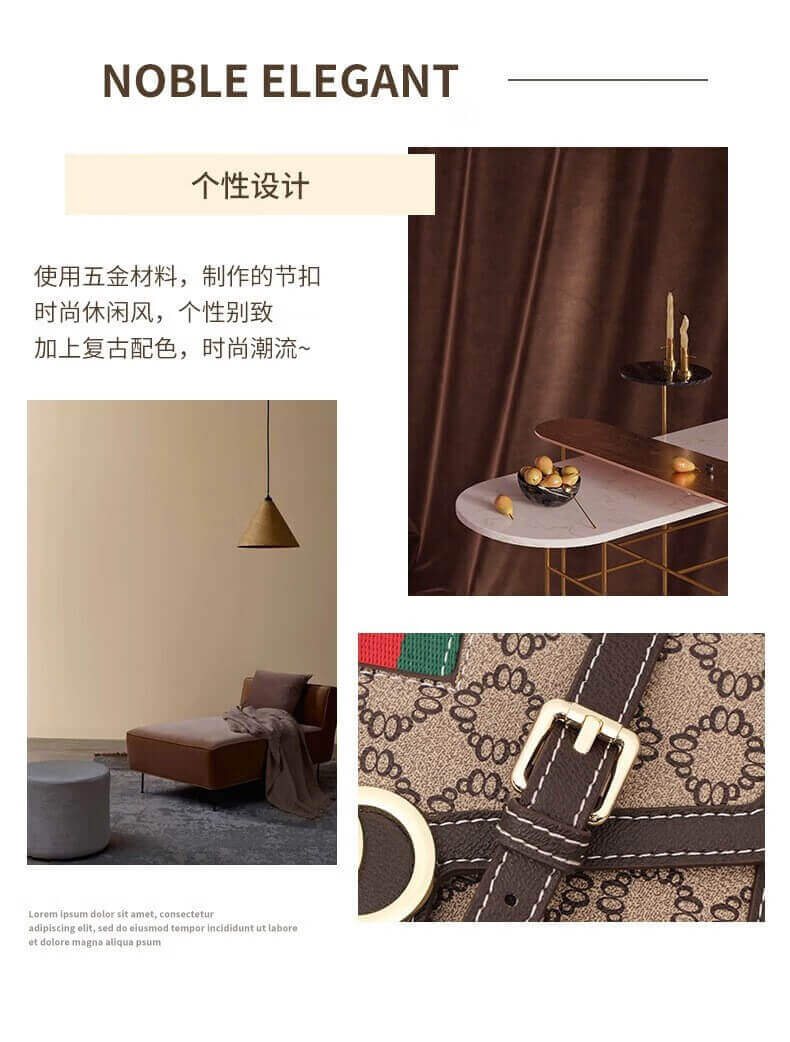 NOBLE ELEGANT
个性设计
使用五金材料，制作的节扣
时尚休闲风，个性别致
加上复古配色，时尚潮流~
Lorem ipsum dolor sit amet, consectetur
adipiscing elit, sed do eiusmod tempor incididunt ut labore
et dolore magna aliqua psum